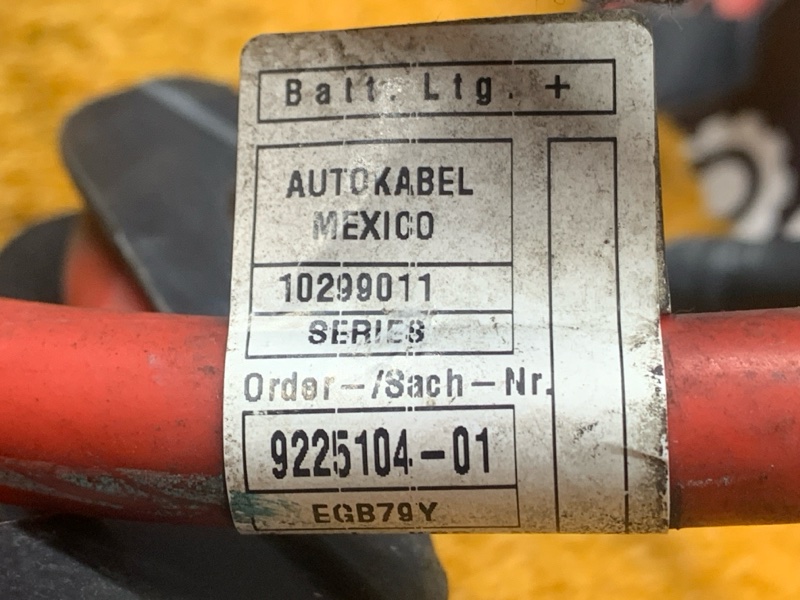 Batt. Ltg. +
AUTOKABEL
MEXICO
10299011
SERIES
Order-/Sach-Nr.
9225104-01
EGB79Y